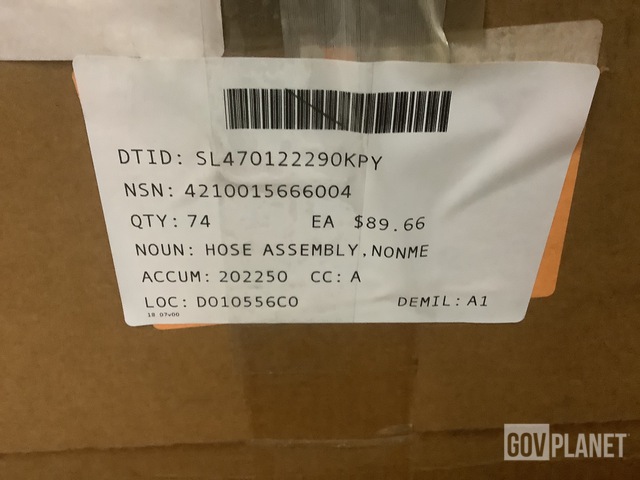 DTID: SL470122290KPY
NSN: 4210015666004
QTY: 74 EA $89.66
NOUN: HOSE ASSEMBLY,NONME
ACCUM: 202250 CC: A
LOC: D010556C0 DEMIL: A1
GOVPLANET